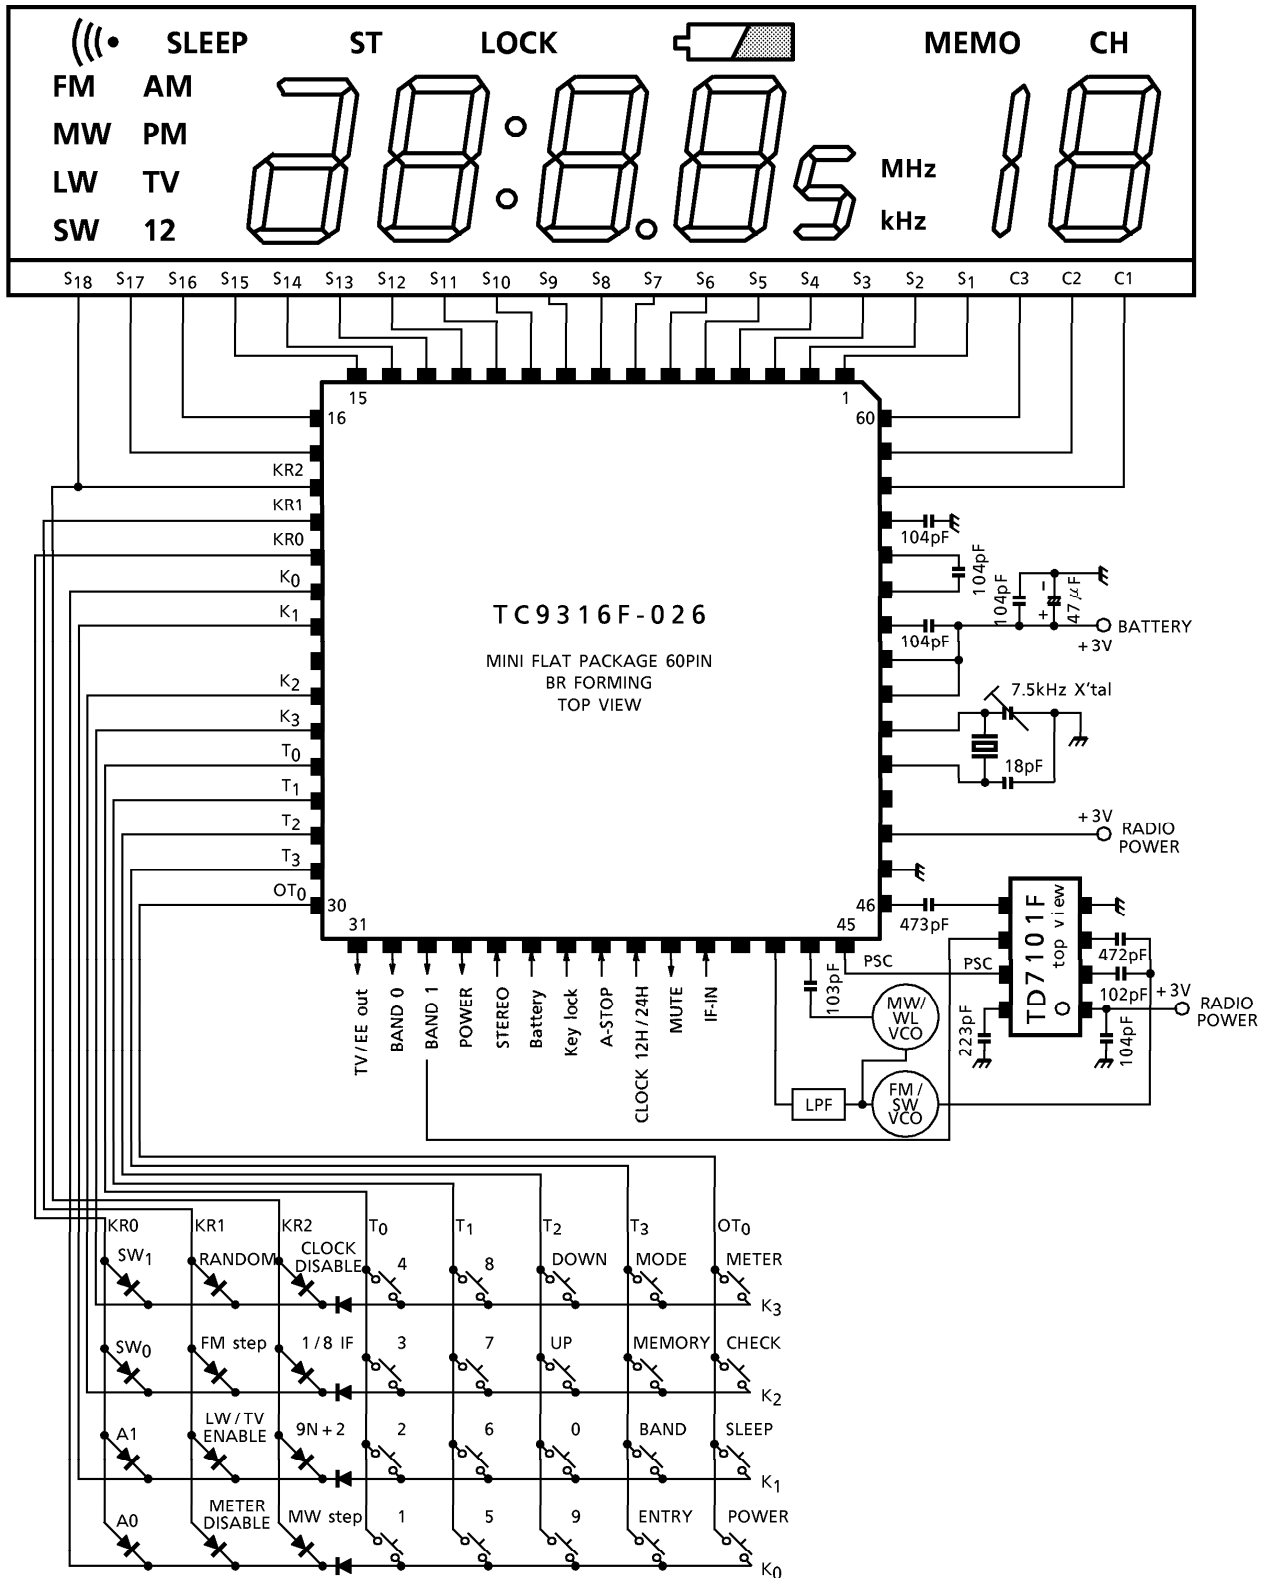 SLEEP ST LOCK MEMO CH
FM AM
MW PM
LW TV
SW 12
MHz
kHz
S18 S17 S16 S15 S14 S13 S12 S11 S10 S9 S8 S7 S6 S5 S4 S3 S2 S1 C3 C2 C1
15 1
16 60
KR2
KR1
KR0
K0
K1
K2
K3
T0
T1
T2
T3
OT0
30 46
31 45
TC9316F-026
MINI FLAT PACKAGE 60PIN
BR FORMING
TOP VIEW
104pF
104pF
104pF
- +
47μF
104pF
BATTERY
+3V
7.5kHz X'tal
18pF
+3V
RADIO
POWER
473pF
TD7101F
top view
PSC PSC
472pF
102pF
+3V
RADIO
POWER
223pF
104pF
103pF
MW/
WL
VCO
LPF
FM/
SW
VCO
TV/EE out
BAND 0
BAND 1
POWER
STEREO
Battery
Key lock
A-STOP
CLOCK 12H/24H
MUTE
IF-IN
KR0 KR1 KR2 T0 T1 T2 T3 OT0
SW1 RANDOM CLOCK DISABLE 4 8 DOWN MODE METER
K3
SW0 FM step 1/8 IF 3 7 UP MEMORY CHECK
K2
A1 LW/TV ENABLE 9N+2 2 6 0 BAND SLEEP
K1
A0 METER DISABLE MW step 1 5 9 ENTRY POWER
K0